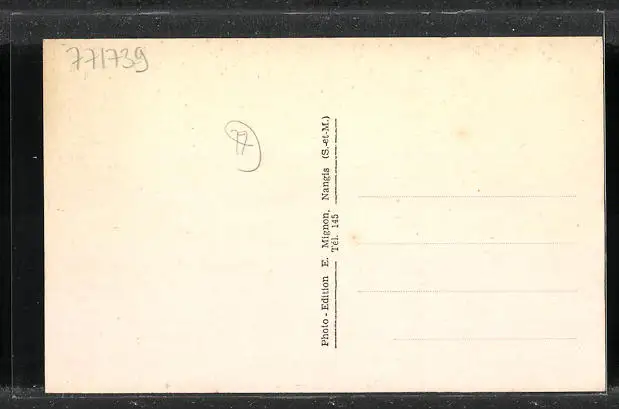 771739
77
Photo - Edition E. Mignon, Nangis (S.-et-M.)
Tél. 145